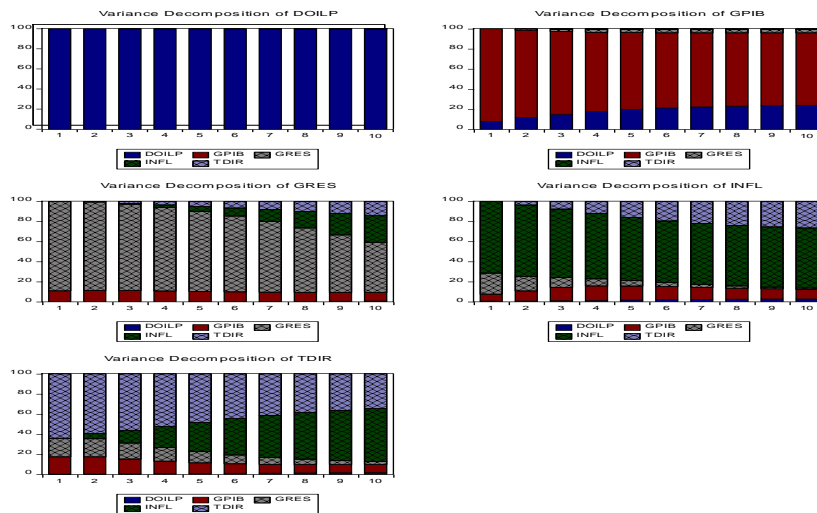 Variance Decomposition of DOILP
100
80
60
40
20
0
1 2 3 4 5 6 7 8 9 10
DOILP GPIB GRES
INFL TDIR
Variance Decomposition of GPIB
100
80
60
40
20
0
1 2 3 4 5 6 7 8 9 10
DOILP GPIB GRES
INFL TDIR
Variance Decomposition of GRES
100
80
60
40
20
0
1 2 3 4 5 6 7 8 9 10
DOILP GPIB GRES
INFL TDIR
Variance Decomposition of INFL
100
80
60
40
20
0
1 2 3 4 5 6 7 8 9 10
DOILP GPIB GRES
INFL TDIR
Variance Decomposition of TDIR
100
80
60
40
20
0
1 2 3 4 5 6 7 8 9 10
DOILP GPIB GRES
INFL TDIR